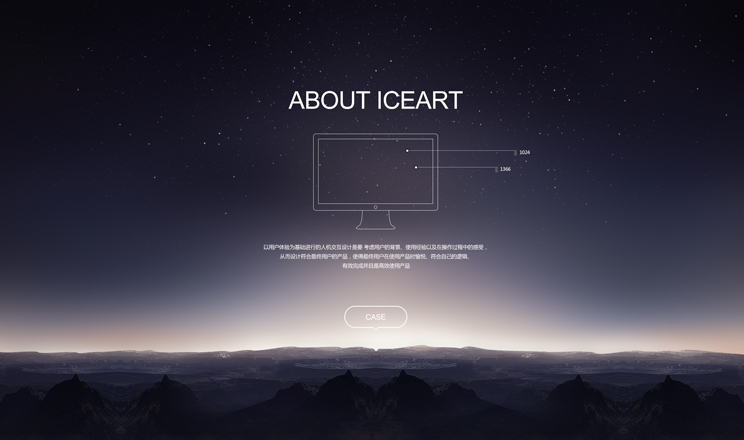 ABOUT ICEART
1024
1366
以用户体验为基础进行的人机交互设计是要 考虑用户的背景、使用经验以及在操作过程中的感受，
从而设计符合最终用户的产品，使得最终用户在使用产品时愉悦、符合自己的逻辑、
有效完成并且是高效使用产品
CASE